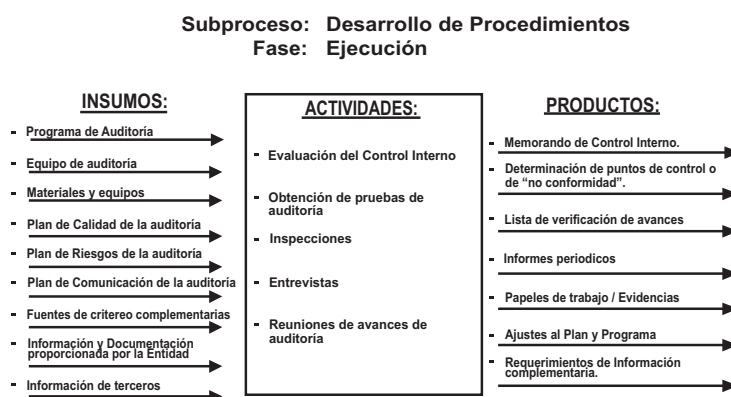 Subproceso: Desarrollo de Procedimientos
Fase: Ejecución
INSUMOS:
- Programa de Auditoría
- Equipo de auditoría
- Materiales y equipos
- Plan de Calidad de la auditoría
- Plan de Riesgos de la auditoría
- Plan de Comunicación de la auditoría
- Fuentes de critereo complementarias
- Información y Documentación
proporcionada por la Entidad
- Información de terceros
ACTIVIDADES:
- Evaluación del Control Interno
- Obtención de pruebas de
auditoría
- Inspecciones
- Entrevistas
- Reuniones de avances de
auditoría
PRODUCTOS:
- Memorando de Control Interno.
- Determinación de puntos de control o
de “no conformidad”.
- Lista de verificación de avances
- Informes periodicos
- Papeles de trabajo / Evidencias
- Ajustes al Plan y Programa
- Requerimientos de Información
complementaría.